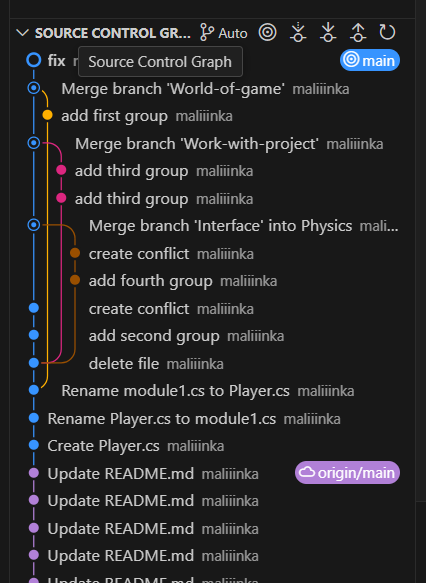 SOURCE CONTROL GR... Auto
fix main
Source Control Graph
Merge branch 'World-of-game' maliiinka
add first group maliiinka
Merge branch 'Work-with-project' maliiinka
add third group maliiinka
add third group maliiinka
Merge branch 'Interface' into Physics mali...
create conflict maliiinka
add fourth group maliiinka
create conflict maliiinka
add second group maliiinka
delete file maliiinka
Rename module1.cs to Player.cs maliiinka
Rename Player.cs to module1.cs maliiinka
Create Player.cs maliiinka
Update README.md maliiinka origin/main
Update README.md maliiinka
Update README.md maliiinka
Update README.md maliiinka
Update README.md maliiinka